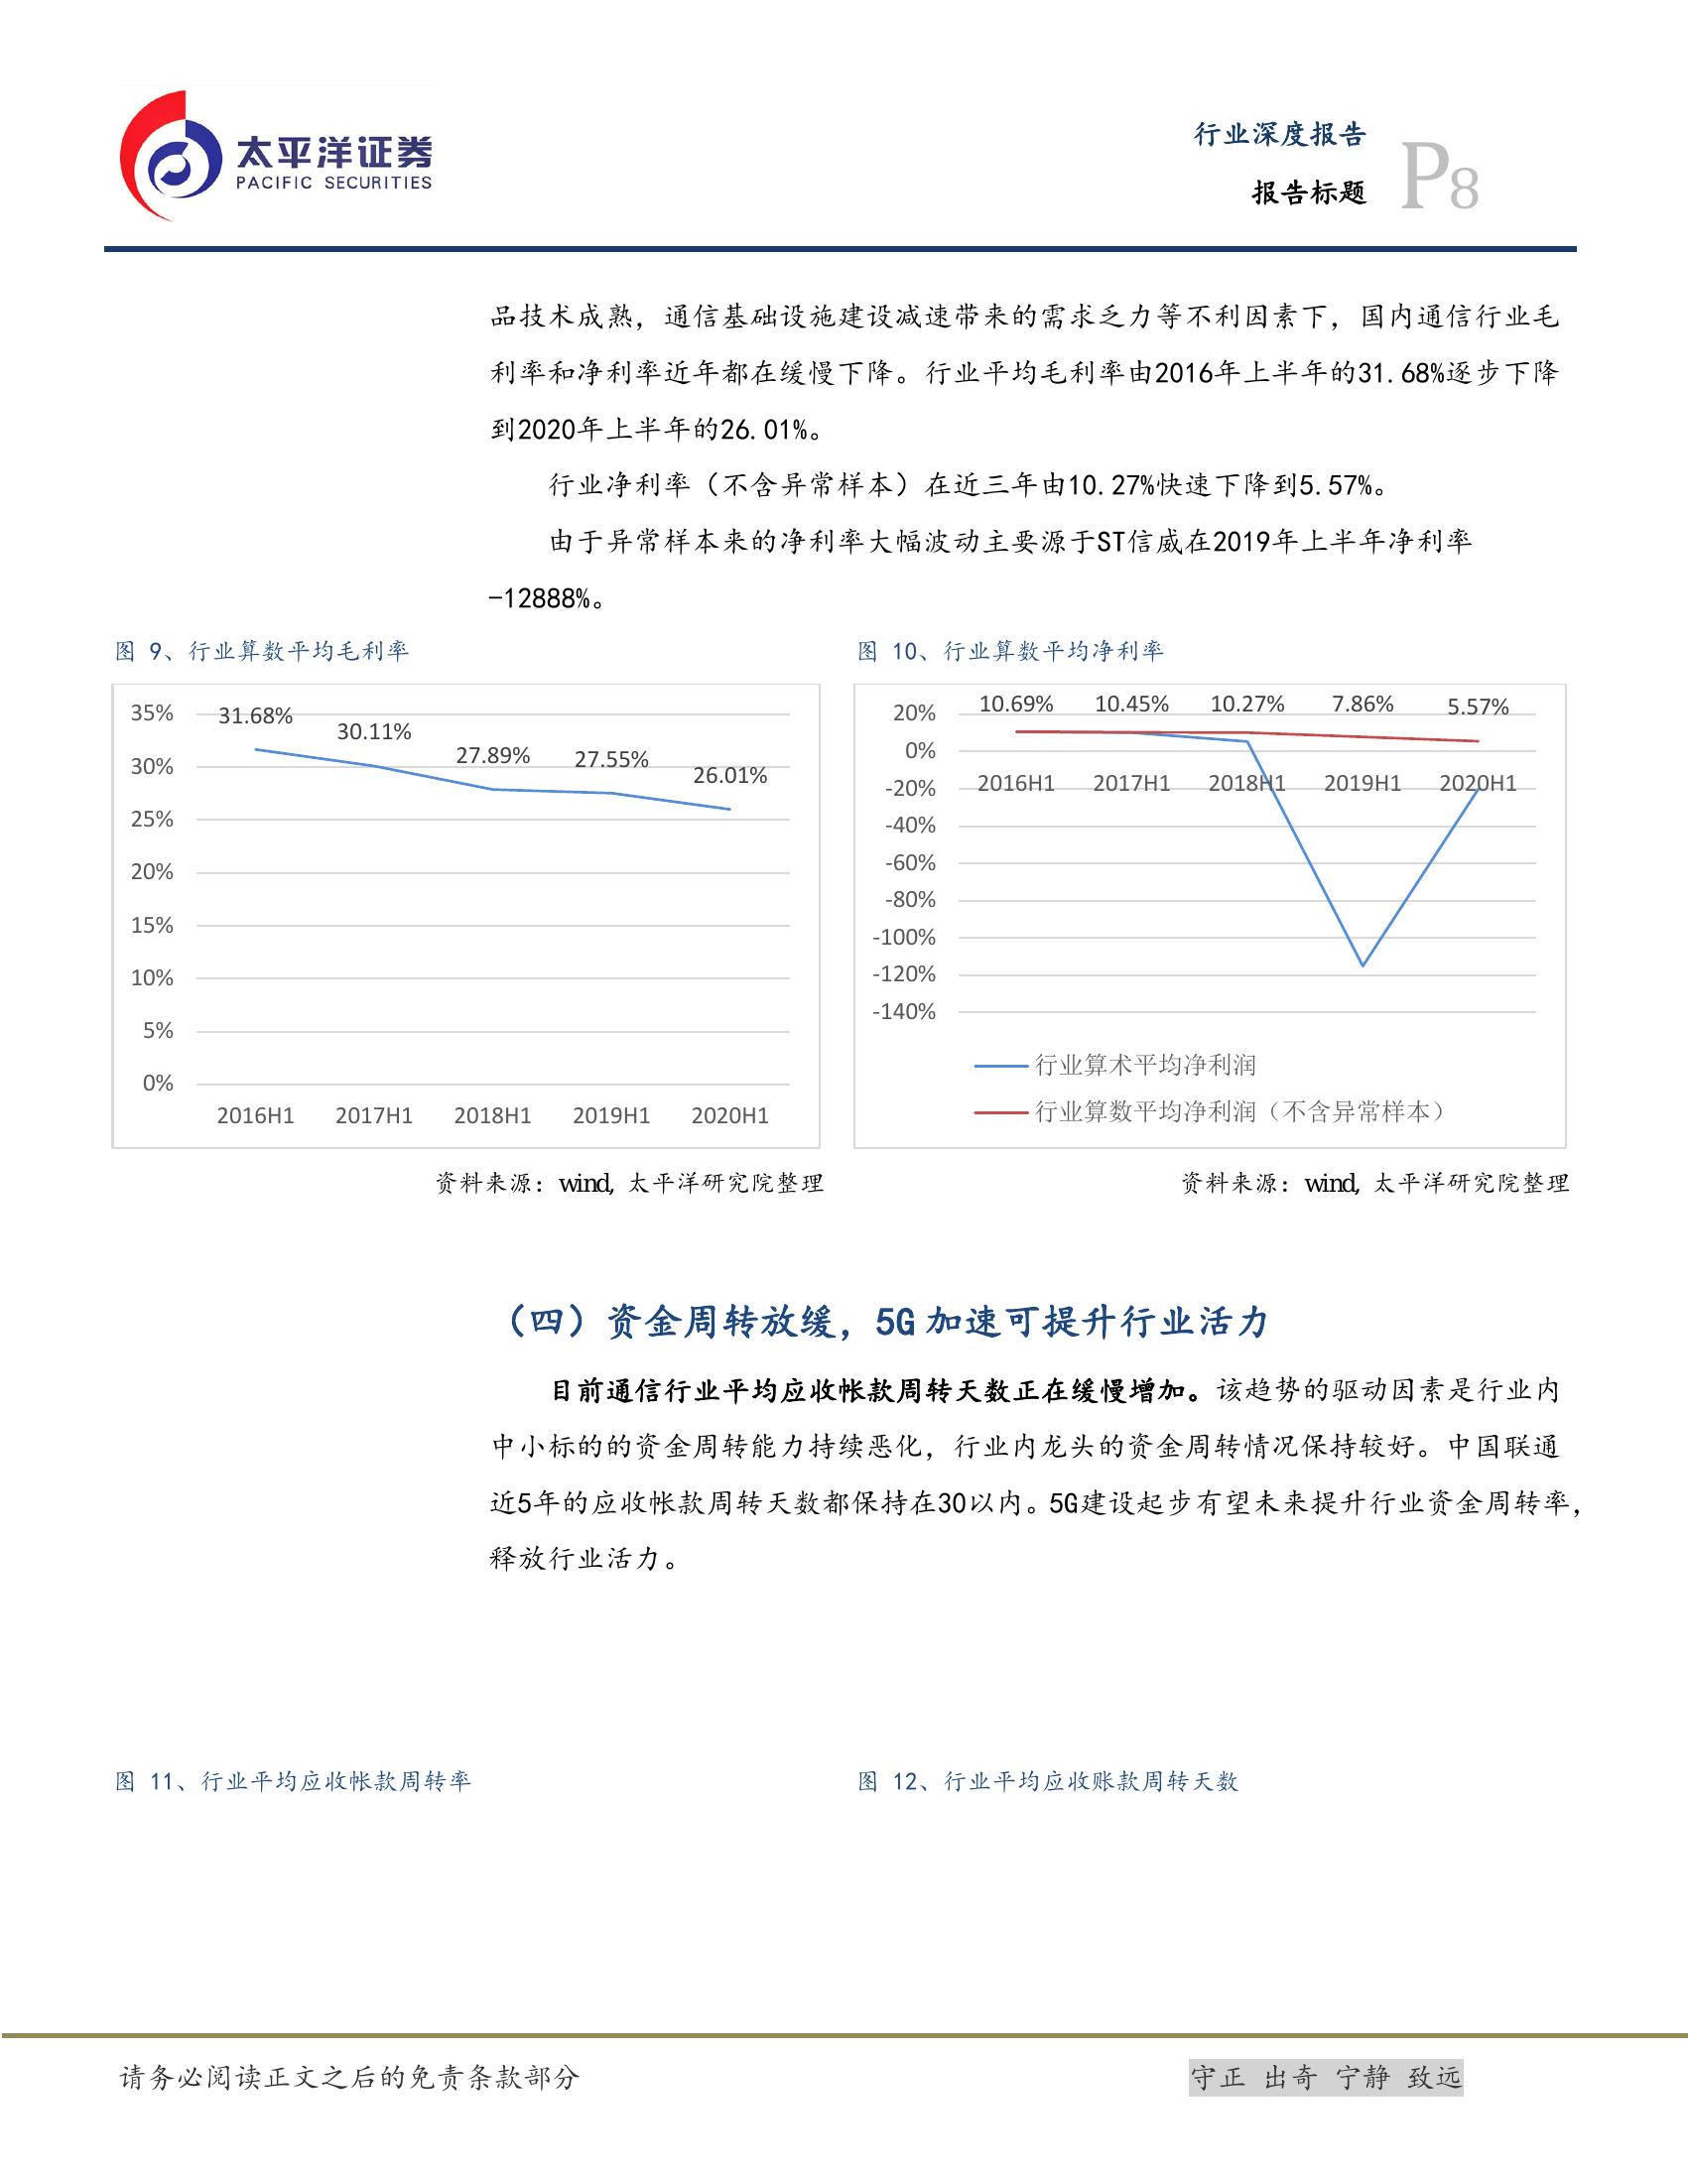 太平洋证券
PACIFIC SECURITIES
行业深度报告
报告标题
P8
品技术成熟，通信基础设施建设减速带来的需求乏力等不利因素下，国内通信行业毛
利率和净利率近年都在缓慢下降。行业平均毛利率由2016年上半年的31.68%逐步下降
到2020年上半年的26.01%。
行业净利率（不含异常样本）在近三年由10.27%快速下降到5.57%。
由于异常样本来的净利率大幅波动主要源于ST信威在2019年上半年净利率
-12888%。
图 9、行业算数平均毛利率
35%
30%
25%
20%
15%
10%
5%
0%
31.68%
30.11%
27.89%
27.55%
26.01%
2016H1 2017H1 2018H1 2019H1 2020H1
资料来源：wind, 太平洋研究院整理
图 10、行业算数平均净利率
20%
0%
-20%
-40%
-60%
-80%
-100%
-120%
-140%
10.69% 10.45% 10.27% 7.86% 5.57%
2016H1 2017H1 2018H1 2019H1 2020H1
行业算术平均净利润
行业算数平均净利润（不含异常样本）
资料来源：wind, 太平洋研究院整理
（四）资金周转放缓，5G 加速可提升行业活力
目前通信行业平均应收帐款周转天数正在缓慢增加。该趋势的驱动因素是行业内
中小标的的资金周转能力持续恶化，行业内龙头的资金周转情况保持较好。中国联通
近5年的应收帐款周转天数都保持在30以内。5G建设起步有望未来提升行业资金周转率，
释放行业活力。
图 11、行业平均应收帐款周转率
图 12、行业平均应收账款周转天数
请务必阅读正文之后的免责条款部分
守正 出奇 宁静 致远